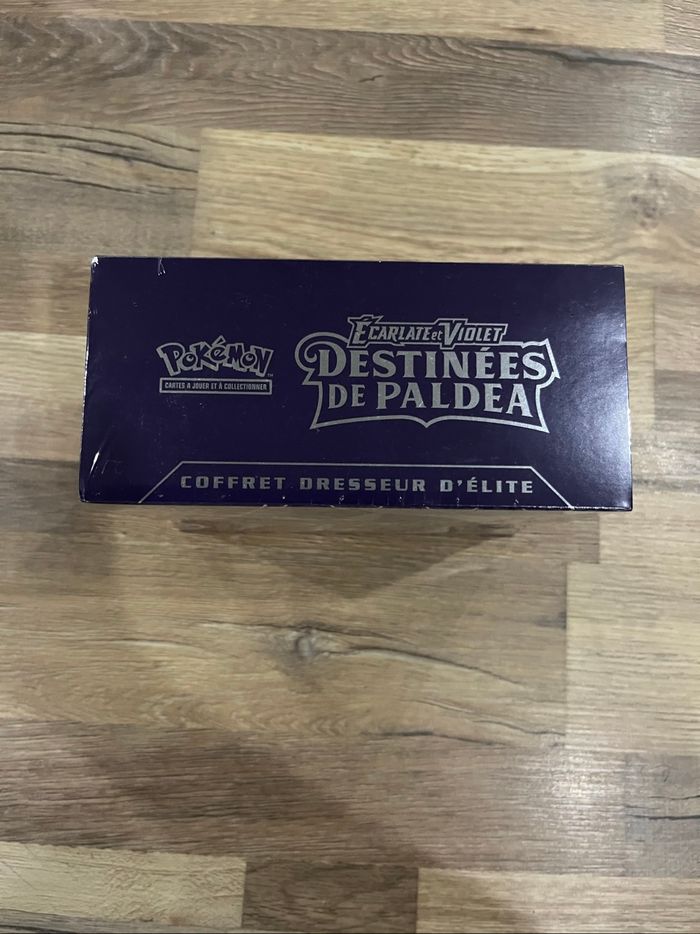 Pokémon
CARTES À JOUER ET À COLLECTIONNER
ÉCARLATE et VIOLET
DESTINÉES
DE PALDEA
COFFRET DRESSEUR D'ÉLITE